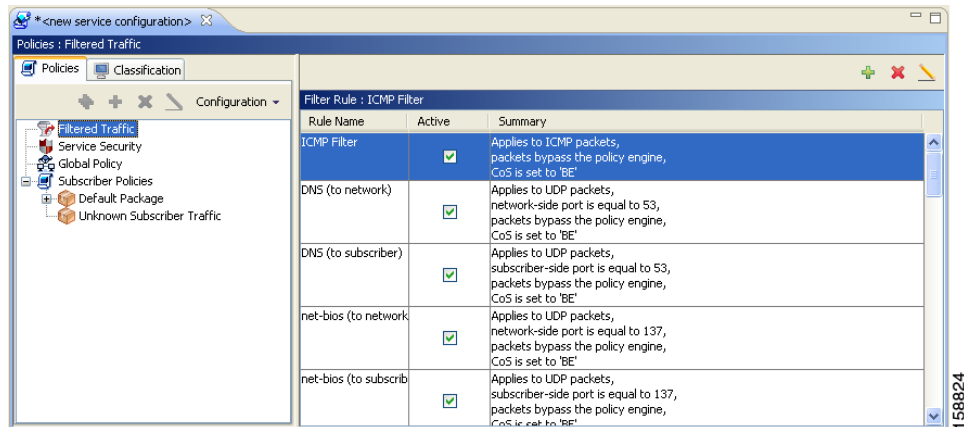 *<new service configuration>
Policies : Filtered Traffic
Policies
Classification
Configuration
Filtered Traffic
Service Security
Global Policy
Subscriber Policies
Default Package
Unknown Subscriber Traffic
Filter Rule : ICMP Filter
Rule Name Active Summary
ICMP Filter
Applies to ICMP packets,
packets bypass the policy engine,
CoS is set to 'BE'
DNS (to network)
Applies to UDP packets,
network-side port is equal to 53,
packets bypass the policy engine,
CoS is set to 'BE'
DNS (to subscriber)
Applies to UDP packets,
subscriber-side port is equal to 53,
packets bypass the policy engine,
CoS is set to 'BE'
net-bios (to network
Applies to UDP packets,
network-side port is equal to 137,
packets bypass the policy engine,
CoS is set to 'BE'
net-bios (to subscrib
Applies to UDP packets,
subscriber-side port is equal to 137,
packets bypass the policy engine,
CoS is set to 'BE'
158824